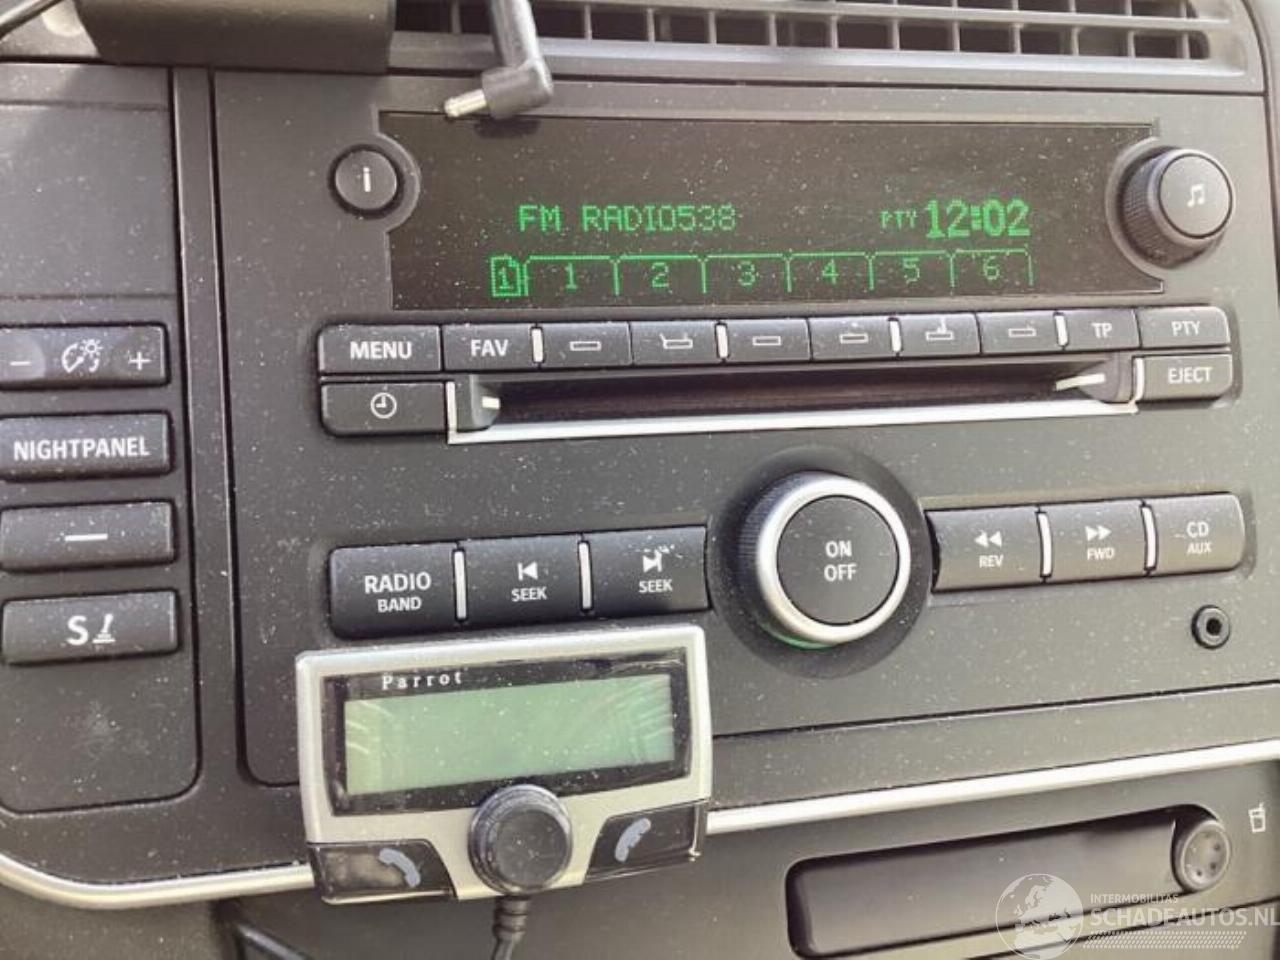 i
FM RADIO538 PTY 12:02
1 1 2 3 4 5 6
MENU FAV TP PTY
EJECT
- +
NIGHTPANEL
S
RADIO BAND
SEEK
SEEK
ON OFF
REV
FWD
CD AUX
Parrot
INTERMOBILITAS
SCHADEAUTOS.NL